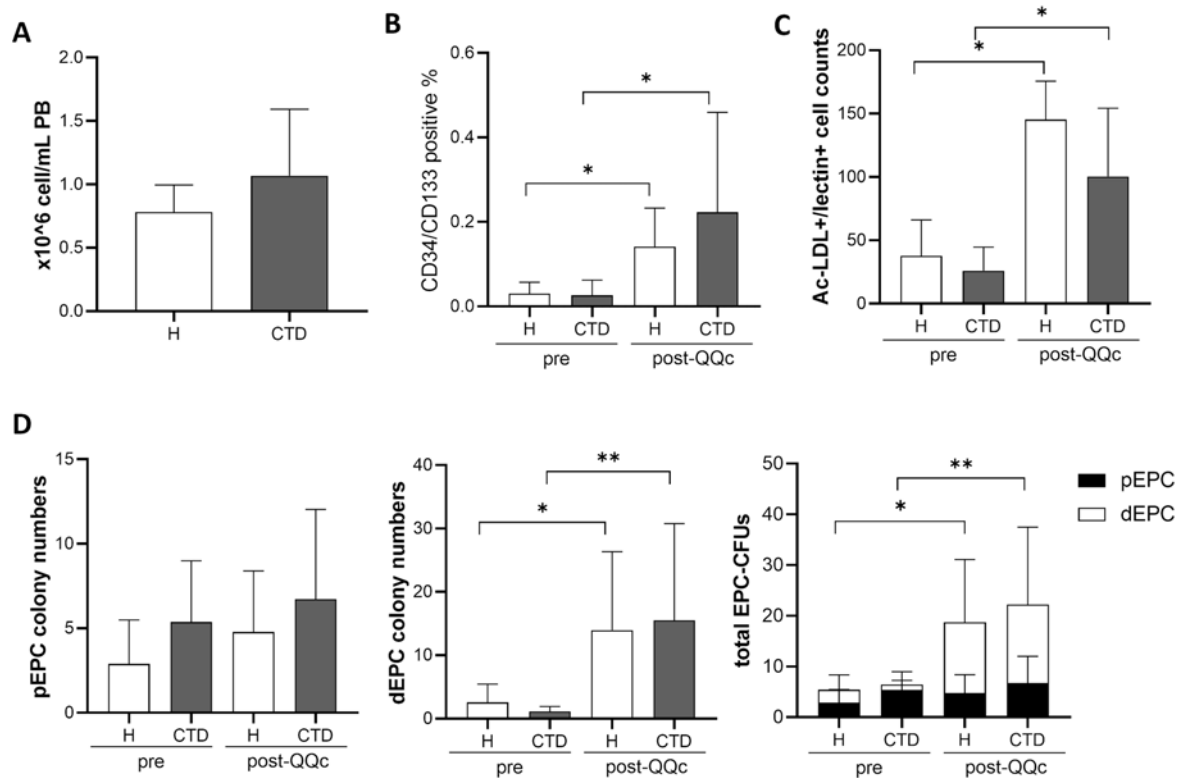 A
x10^6 cell/mL PB
2.0
1.5
1.0
0.5
0.0
H CTD
B
CD34/CD133 positive %
0.6
0.4
0.2
0.0
*
*
H CTD H CTD
pre post-QQc
C
Ac-LDL+/lectin+ cell counts
200
150
100
50
0
*
*
H CTD H CTD
pre post-QQc
D
pEPC colony numbers
15
10
5
0
H CTD H CTD
pre post-QQc
dEPC colony numbers
40
30
20
10
0
**
*
H CTD H CTD
pre post-QQc
total EPC-CFUs
50
40
30
20
10
0
**
*
H CTD H CTD
pre post-QQc
pEPC
dEPC